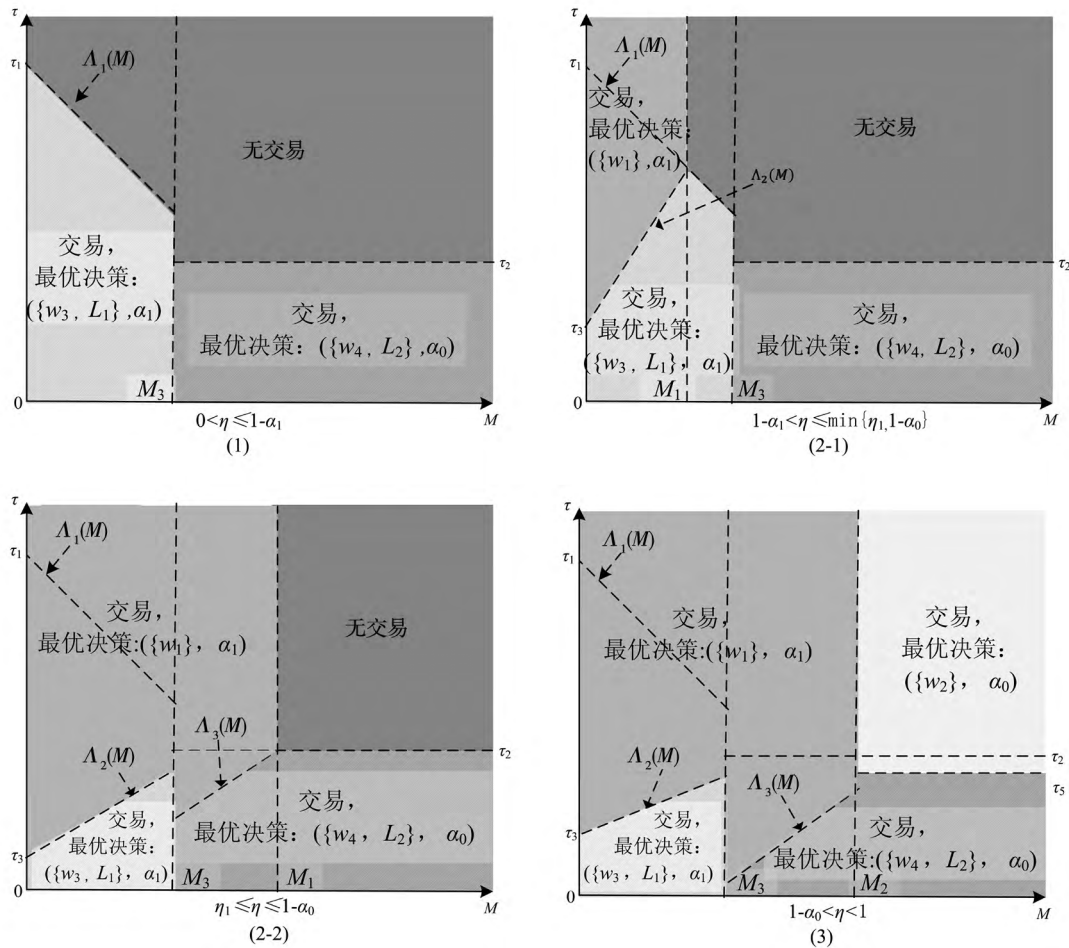 τ
τ1
Λ1(M)
无交易
交易，
最优决策：
({w3, L1},α1)
τ2
交易，
最优决策：({w4, L2},α0)
0
M3
M
0<η≤1-α1
(1)
τ
τ1
Λ1(M)
交易，
最优决策：
({w1},α1)
无交易
Λ2(M)
τ2
τ3
交易，
最优决策：
({w3, L1}, α1)
交易，
最优决策：({w4, L2}, α0)
0
M1
M3
M
1-α1<η≤min{η1,1-α0}
(2-1)
τ
τ1
Λ1(M)
交易，
最优决策:({w1}, α1)
无交易
Λ3(M)
τ2
Λ2(M)
τ3
交易，
最优决策：
({w3, L1}, α1)
交易，
最优决策：({w4, L2}, α0)
0
M3
M1
M
η1≤η≤1-α0
(2-2)
τ
τ1
Λ1(M)
交易，
最优决策:({w1}, α1)
交易，
最优决策：
({w2}, α0)
τ2
Λ2(M)
Λ3(M)
τ5
τ3
交易，
最优决策：
({w3, L1}, α1)
交易，
最优决策:({w4, L2}, α0)
0
M3
M2
M
1-α0<η<1
(3)